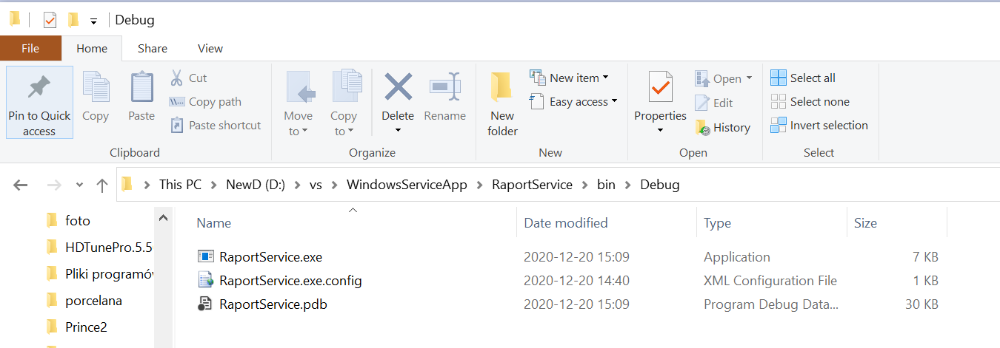 Debug
File Home Share View
Pin to Quick access
Copy
Paste
Cut
Copy path
Paste shortcut
Clipboard
Move to
Copy to
Delete
Rename
Organize
New folder
New item
Easy access
New
Properties
Open
Edit
History
Open
Select all
Select none
Invert selection
Select
This PC > NewD (D:) > vs > WindowsServiceApp > RaportService > bin > Debug
foto
HDTunePro.5.5
Pliki programów
porcelana
Prince2
Name Date modified Type Size
RaportService.exe 2020-12-20 15:09 Application 7 KB
RaportService.exe.config 2020-12-20 14:40 XML Configuration File 1 KB
RaportService.pdb 2020-12-20 15:09 Program Debug Data... 30 KB